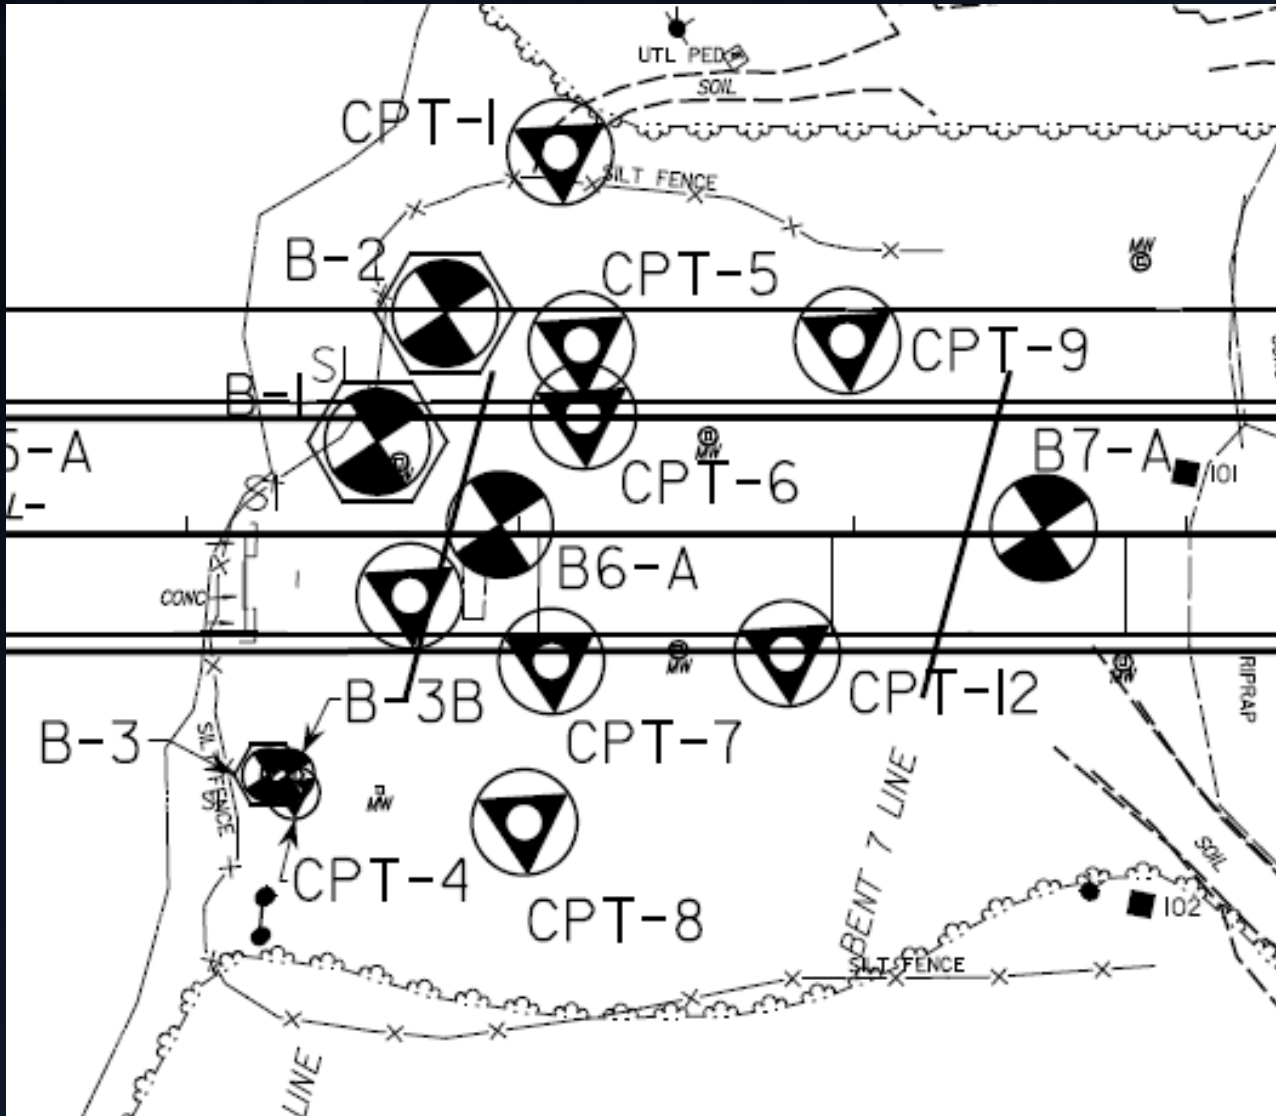 UTL PED
SOIL
CPT-1
SILT FENCE
MW
B-2
CPT-5
CPT-9
SI
B-1
5-A
MW
B7-A
MW
CPT-6
101
SI
B6-A
CONC
MW
MW
RIPRAP
B-3B
CPT-12
B-3
CPT-7
SILT FENCE
SI
MW
BENT 7 LINE
SOIL
CPT-4
CPT-8
102
SILT FENCE
LINE